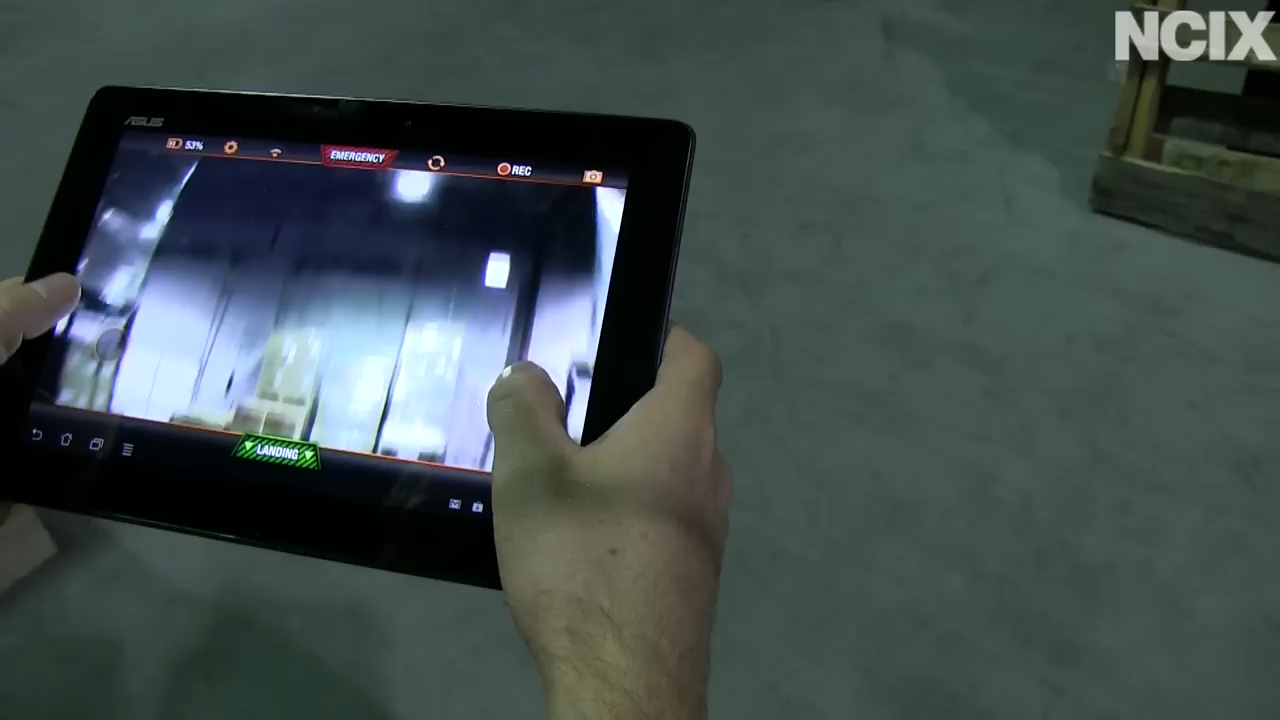 NCIX
ASUS
53%
EMERGENCY
REC
LANDING